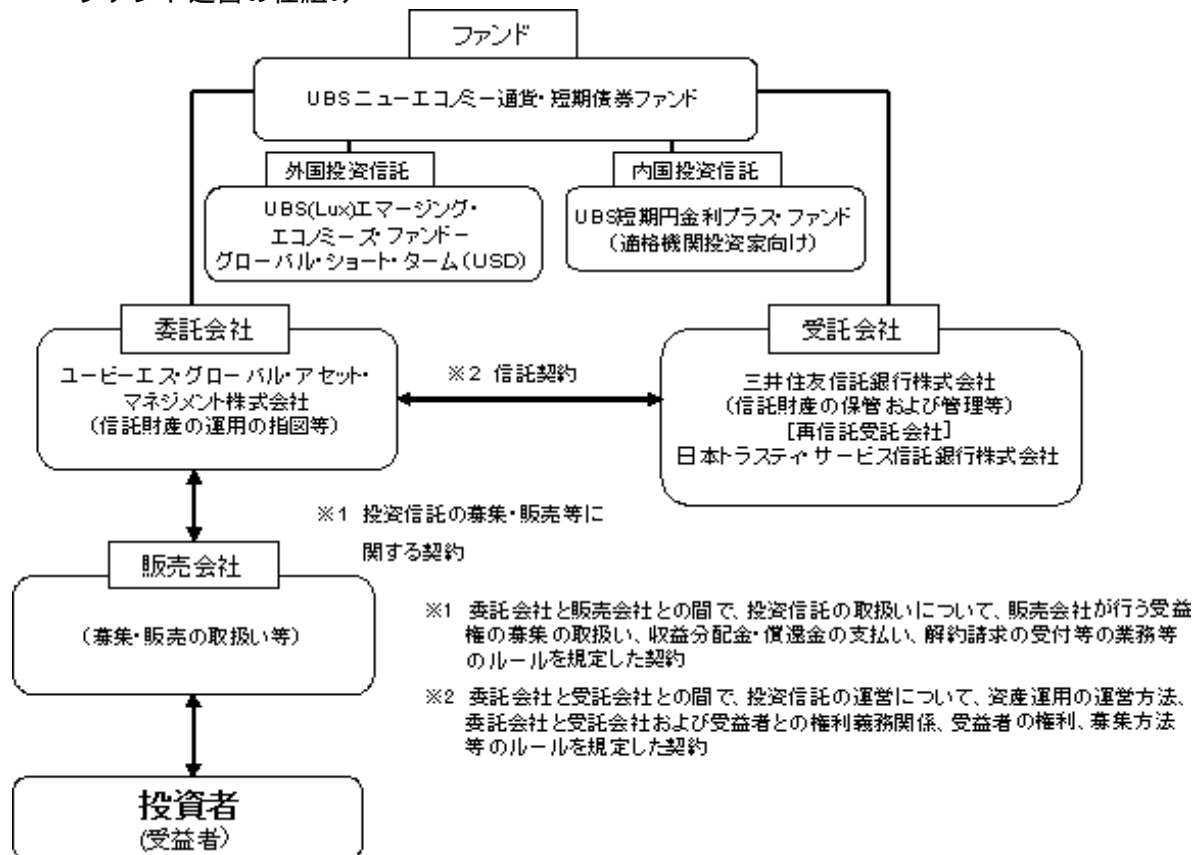 ファンド運営の仕組み
ファンド
UBSニューエコノミー通貨・短期債券ファンド
外国投資信託
UBS(Lux)エマージング・
エコノミーズ・ファンドー
グローバル・ショート・ターム(USD)
内国投資信託
UBS短期円金利プラス・ファンド
(適格機関投資家向け)
委託会社
ユービーエス・グローバル・アセット・
マネジメント株式会社
(信託財産の運用の指図等)
※2 信託契約
受託会社
三井住友信託銀行株式会社
(信託財産の保管および管理等)
[再信託受託会社]
日本トラスティ・サービス信託銀行株式会社
※1 投資信託の募集・販売等に
関する契約
販売会社
(募集・販売の取扱い等)
※1 委託会社と販売会社との間で、投資信託の取扱いについて、販売会社が行う受益
権の募集の取扱い、収益分配金・償還金の支払い、解約請求の受付等の業務等
のルールを規定した契約
※2 委託会社と受託会社との間で、投資信託の運営について、資産運用の運営方法、
委託会社と受託会社および受益者との権利義務関係、受益者の権利、募集方法
等のルールを規定した契約
投資者
(受益者)